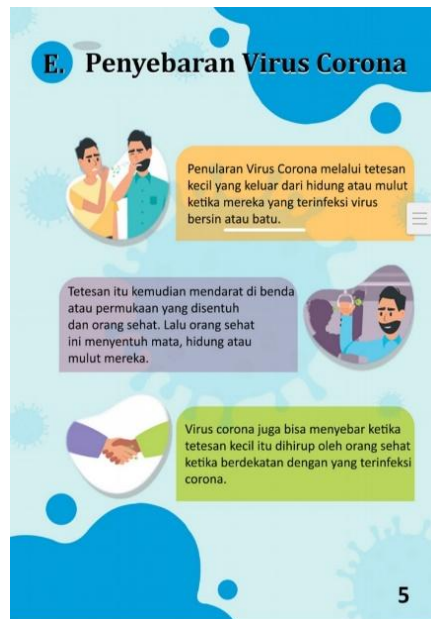 E. Penyebaran Virus Corona
Penularan Virus Corona melalui tetesan
kecil yang keluar dari hidung atau mulut
ketika mereka yang terinfeksi virus
bersin atau batu.
Tetesan itu kemudian mendarat di benda
atau permukaan yang disentuh
dan orang sehat. Lalu orang sehat
ini menyentuh mata, hidung atau
mulut mereka.
Virus corona juga bisa menyebar ketika
tetesan kecil itu dihirup oleh orang sehat
ketika berdekatan dengan yang terinfeksi
corona.
5